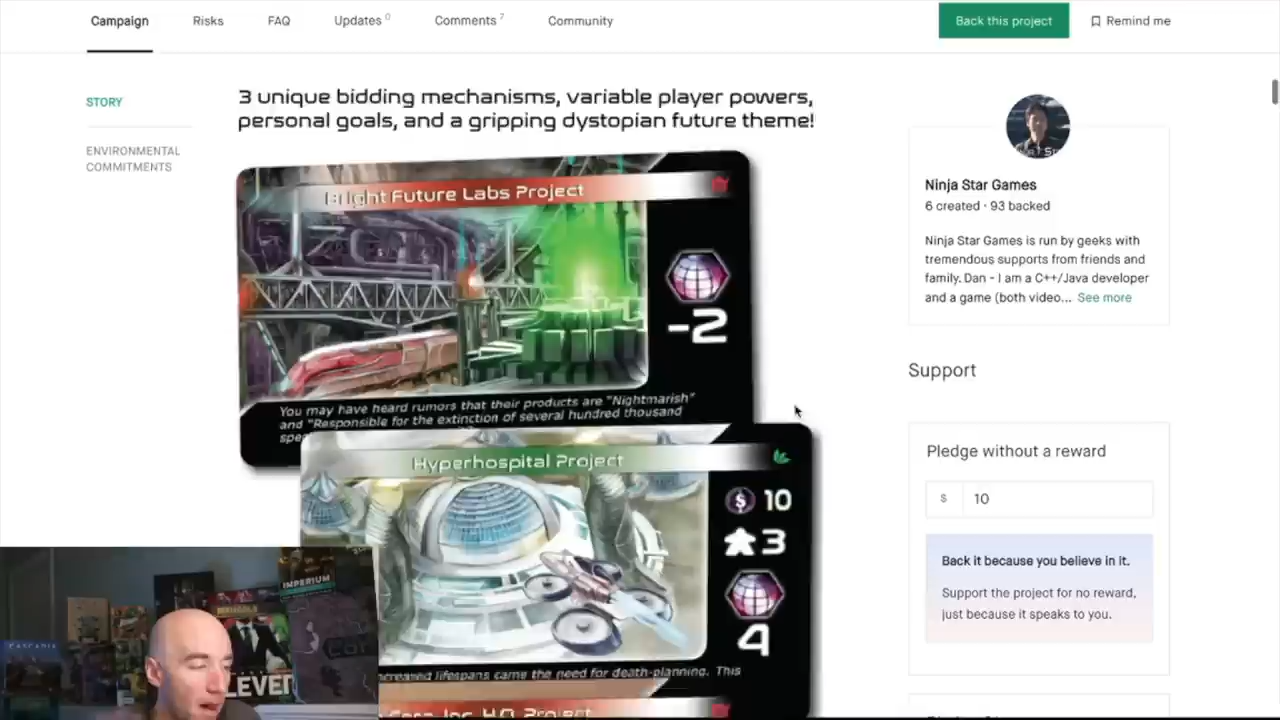 Campaign
Risks
FAQ
Updates 0
Comments 7
Community
Back this project
Remind me
STORY
ENVIRONMENTAL
COMMITMENTS
3 unique bidding mechanisms, variable player powers,
personal goals, and a gripping dystopian future theme!
Bright Future Labs Project
-2
You may have heard rumors that their products are "Nightmarish"
and "Responsible for the extinction of several hundred thousand
Hyperhospital Project
$ 10
3
4
increased lifespans came the need for death-planning. This
Inc. H.Q. Project
Ninja Star Games
6 created · 93 backed
Ninja Star Games is run by geeks with
tremendous supports from friends and
family. Dan - I am a C++/Java developer
and a game (both video... See more
Support
Pledge without a reward
$ 10
Back it because you believe in it.
Support the project for no reward,
just because it speaks to you.
IMPERIUM
CASCADIA